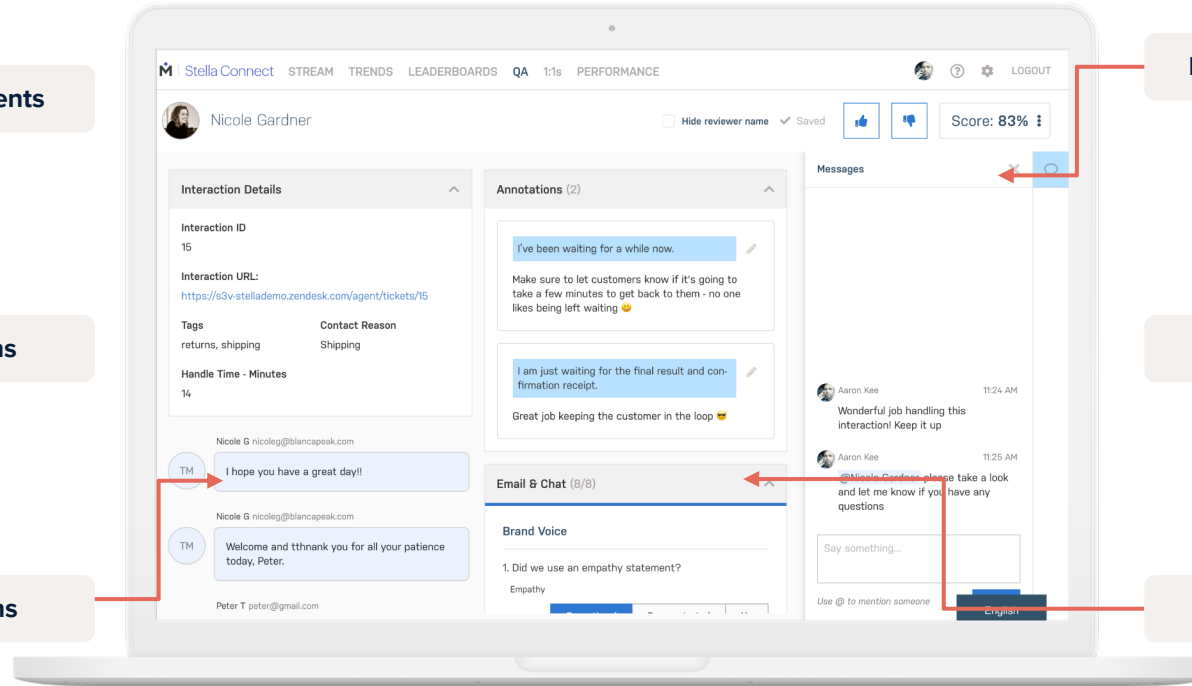 Stella Connect STREAM TRENDS LEADERBOARDS QA 1:1s PERFORMANCE LOGOUT
Nicole Gardner
Hide reviewer name
Saved
Score: 83%
Interaction Details
Interaction ID
15
Interaction URL:
https://s3v-stellademo.zendesk.com/agent/tickets/15
Tags Contact Reason
returns, shipping Shipping
Handle Time - Minutes
14
Nicole G nicoleg@blancapeak.com
TM
I hope you have a great day!!
Nicole G nicoleg@blancapeak.com
TM
Welcome and tthnank you for all your patience
today, Peter.
Peter T peter@gmail.com
Annotations (2)
I've been waiting for a while now.
Make sure to let customers know if it's going to
take a few minutes to get back to them - no one
likes being left waiting 😀
I am just waiting for the final result and con-
firmation receipt.
Great job keeping the customer in the loop 😎
Email & Chat (8/8)
Brand Voice
1. Did we use an empathy statement?
Empathy
Messages
Aaron Kee 11:24 AM
Wonderful job handling this
interaction! Keep it up
Aaron Kee 11:25 AM
@Nicole Gardner please take a look
and let me know if you have any
questions
Say something...
Use @ to mention someone
English